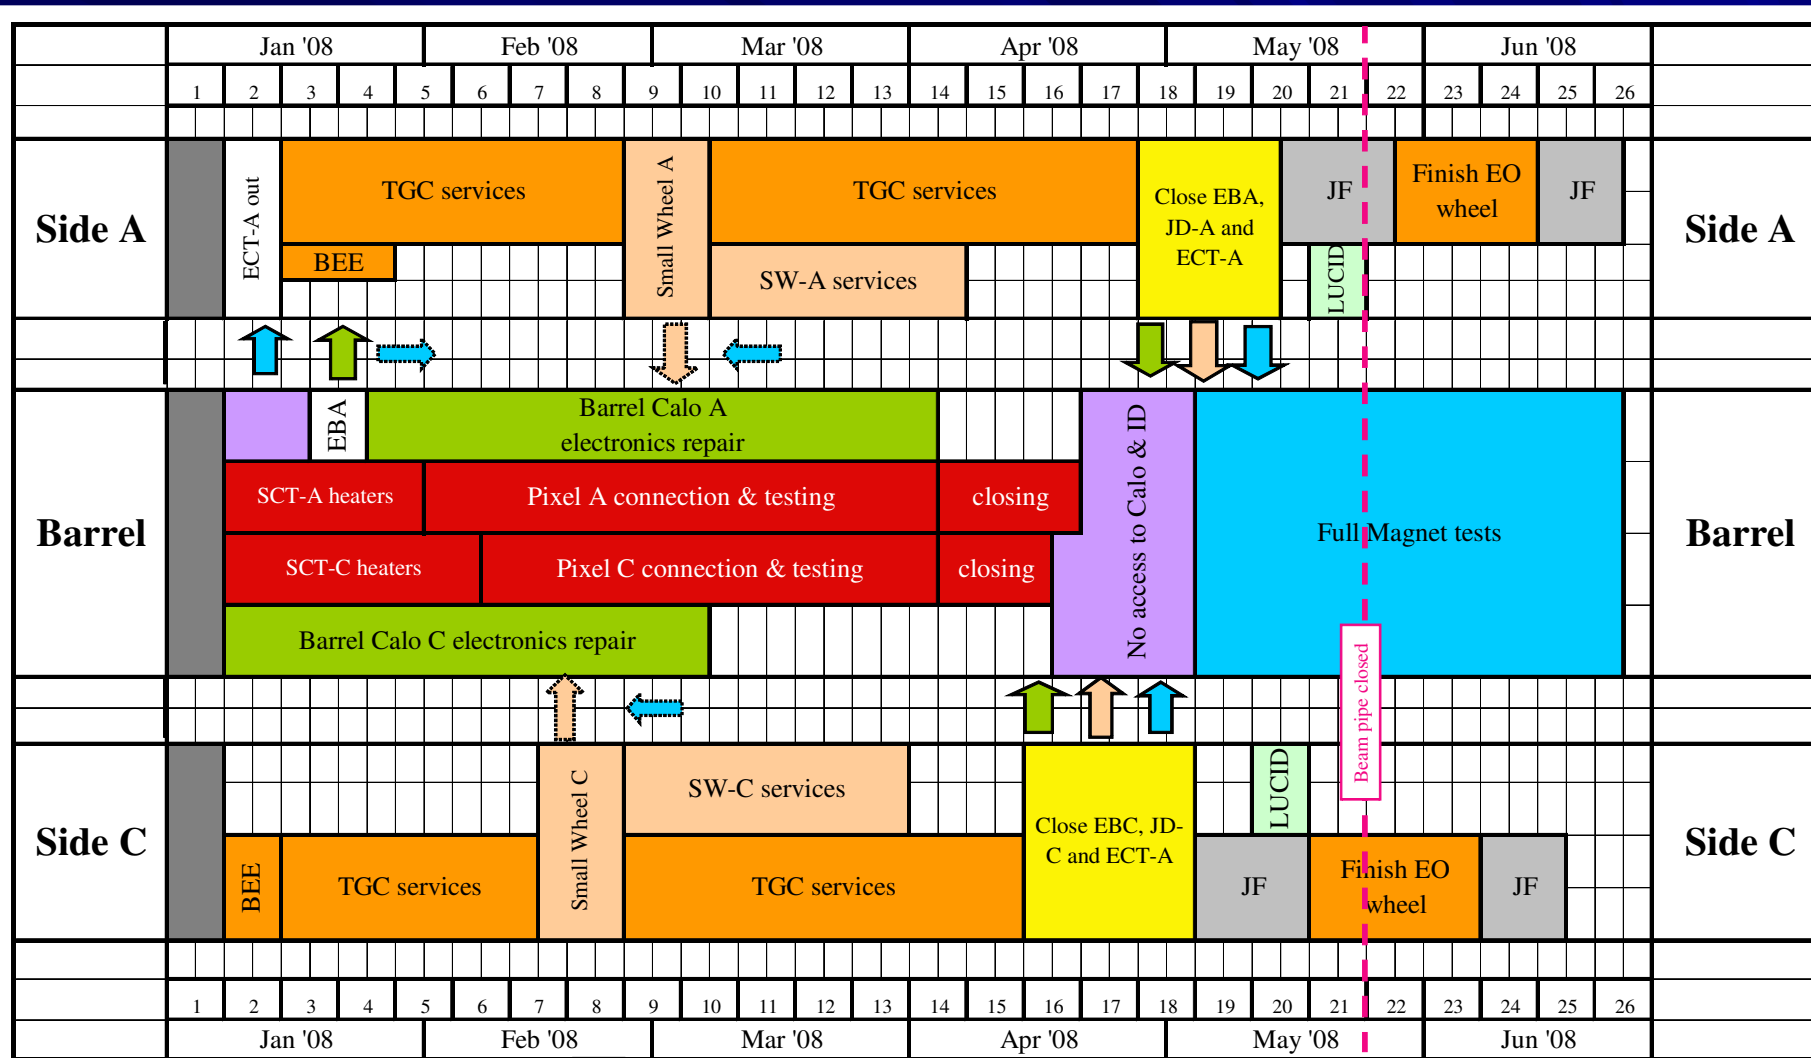 Jan '08 Feb '08 Mar '08 Apr '08 May '08 Jun '08
1 2 3 4 5 6 7 8 9 10 11 12 13 14 15 16 17 18 19 20 21 22 23 24 25 26
Side A
ECT-A out
TGC services
BEE
Small Wheel A
TGC services
SW-A services
Close EBA,
JD-A and
ECT-A
JF
LUCID
Finish EO
wheel
JF
Side A
Barrel
EBA
Barrel Calo A
electronics repair
SCT-A heaters
Pixel A connection & testing
closing
SCT-C heaters
Pixel C connection & testing
closing
Barrel Calo C electronics repair
No access to Calo & ID
Full Magnet tests
Beam pipe closed
Barrel
Side C
BEE
TGC services
Small Wheel C
SW-C services
TGC services
Close EBC, JD-
C and ECT-A
LUCID
JF
Finish EO
wheel
JF
Side C
1 2 3 4 5 6 7 8 9 10 11 12 13 14 15 16 17 18 19 20 21 22 23 24 25 26
Jan '08 Feb '08 Mar '08 Apr '08 May '08 Jun '08